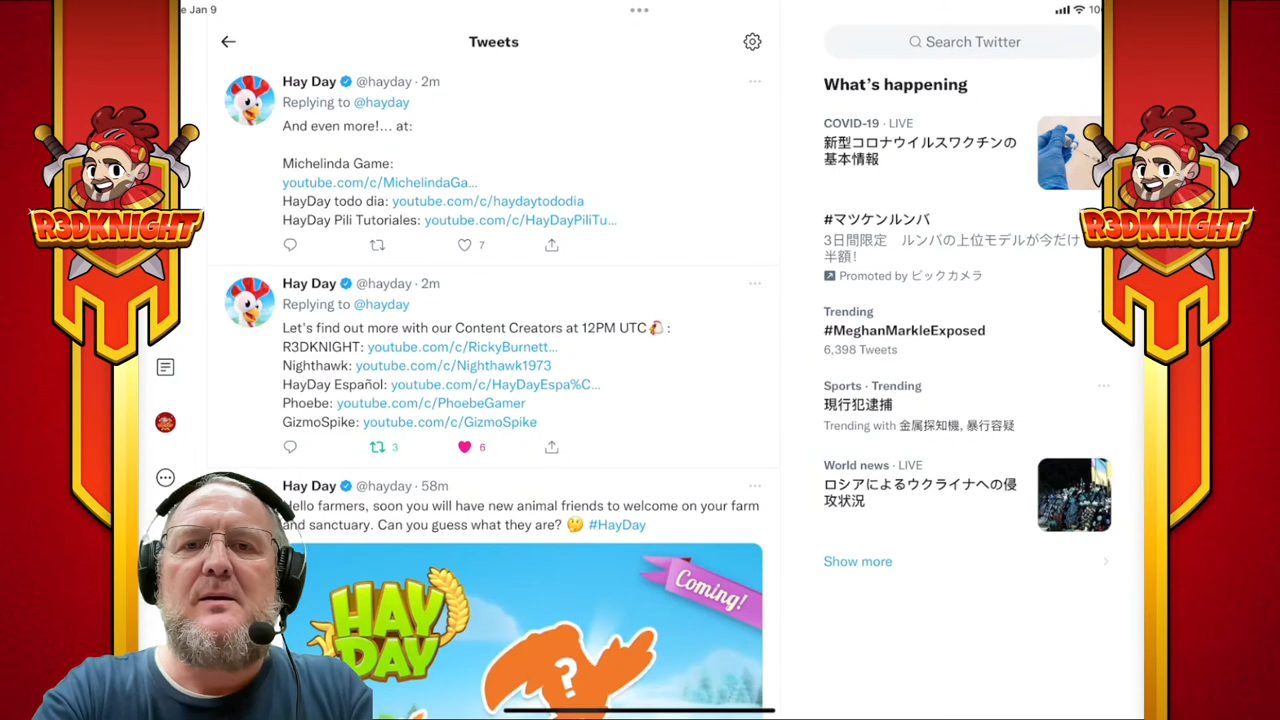 e Jan 9
10
Tweets
Search Twitter
Hay Day @hayday · 2m
Replying to @hayday
And even more!... at:
Michelinda Game:
youtube.com/c/MichelindaGa...
HayDay todo dia: youtube.com/c/haydaytododia
HayDay Pili Tutoriales: youtube.com/c/HayDayPiliTu...
7
Hay Day @hayday · 2m
Replying to @hayday
Let's find out more with our Content Creators at 12PM UTC🐔:
R3DKNIGHT: youtube.com/c/RickyBurnett...
Nighthawk: youtube.com/c/Nighthawk1973
HayDay Español: youtube.com/c/HayDayEspa%C...
Phoebe: youtube.com/c/PhoebeGamer
GizmoSpike: youtube.com/c/GizmoSpike
3 6
Hay Day @hayday · 58m
Hello farmers, soon you will have new animal friends to welcome on your farm
and sanctuary. Can you guess what they are? 🤔 #HayDay
HAY
DAY
Coming!
?
What's happening
COVID-19 · LIVE
新型コロナウイルスワクチンの
基本情報
#マツケンルンバ
3日間限定 ルンバの上位モデルが今だけ
半額!
Promoted by ビックカメラ
Trending
#MeghanMarkleExposed
6,398 Tweets
Sports · Trending
現行犯逮捕
Trending with 金属探知機, 暴行容疑
World news · LIVE
ロシアによるウクライナへの侵
攻状況
Show more
R3DKNIGHT
R3DKNIGHT